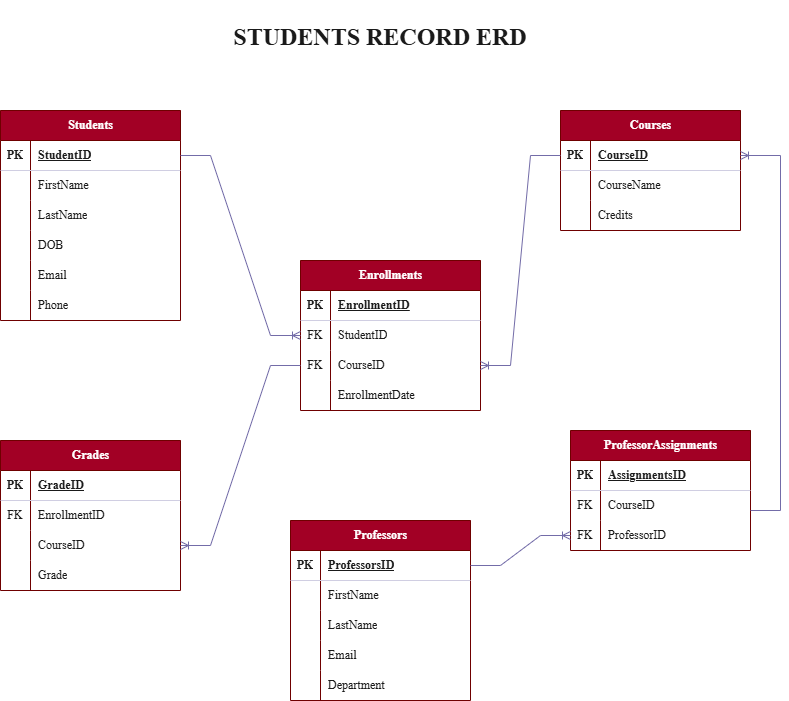 STUDENTS RECORD ERD
Students
PK StudentID
FirstName
LastName
DOB
Email
Phone
Courses
PK CourseID
CourseName
Credits
Enrollments
PK EnrollmentID
FK StudentID
FK CourseID
EnrollmentDate
Grades
PK GradeID
FK EnrollmentID
CourseID
Grade
ProfessorAssignments
PK AssignmentsID
FK CourseID
FK ProfessorID
Professors
PK ProfessorsID
FirstName
LastName
Email
Department